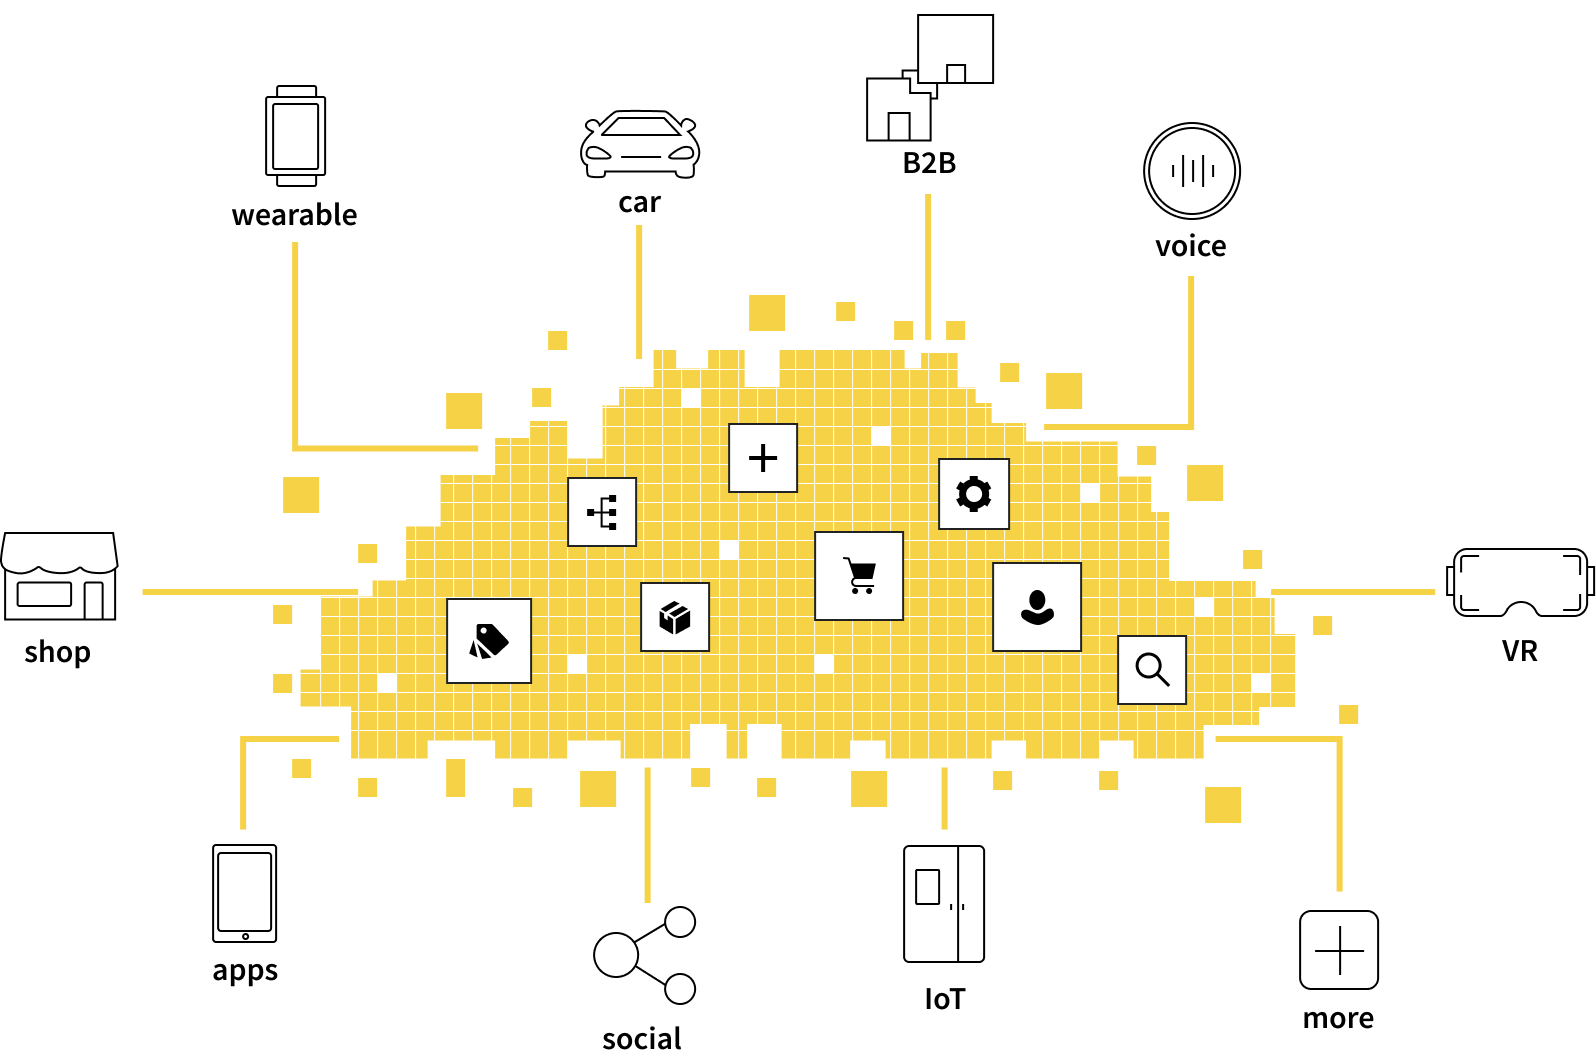 B2B
wearable
car
voice
shop
VR
apps
social
IoT
more